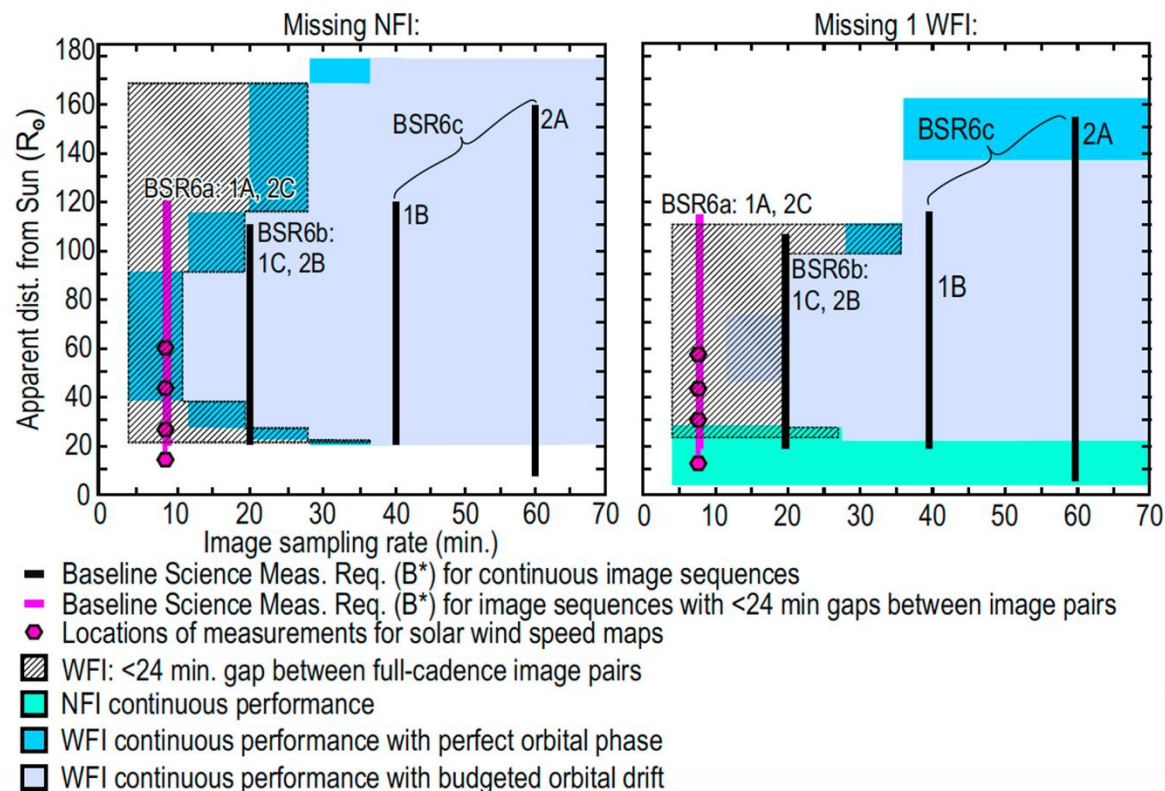 Missing NFI:
180
160
140
120
100
80
60
40
20
0
Apparent dist. from Sun (R⊙)
BSR6c
2A
BSR6a: 1A, 2C
1B
BSR6b:
1C, 2B
0 10 20 30 40 50 60 70
Image sampling rate (min.)
Missing 1 WFI:
BSR6c
2A
BSR6a: 1A, 2C
BSR6b:
1C, 2B
1B
0 10 20 30 40 50 60 70
Baseline Science Meas. Req. (B*) for continuous image sequences
Baseline Science Meas. Req. (B*) for image sequences with <24 min gaps between image pairs
Locations of measurements for solar wind speed maps
WFI: <24 min. gap between full-cadence image pairs
NFI continuous performance
WFI continuous performance with perfect orbital phase
WFI continuous performance with budgeted orbital drift